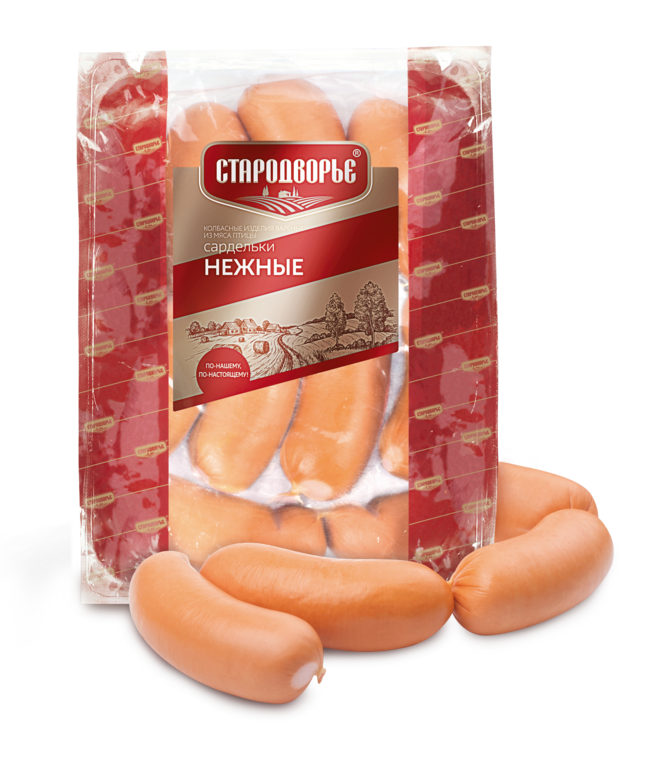 СТАРОДВОРЬЕ®
КОЛБАСНЫЕ ИЗДЕЛИЯ
ИЗ МЯСА ПТИЦЫ
сардельки
НЕЖНЫЕ
ПО-НАШЕМУ,
ПО-НАСТОЯЩЕМУ!